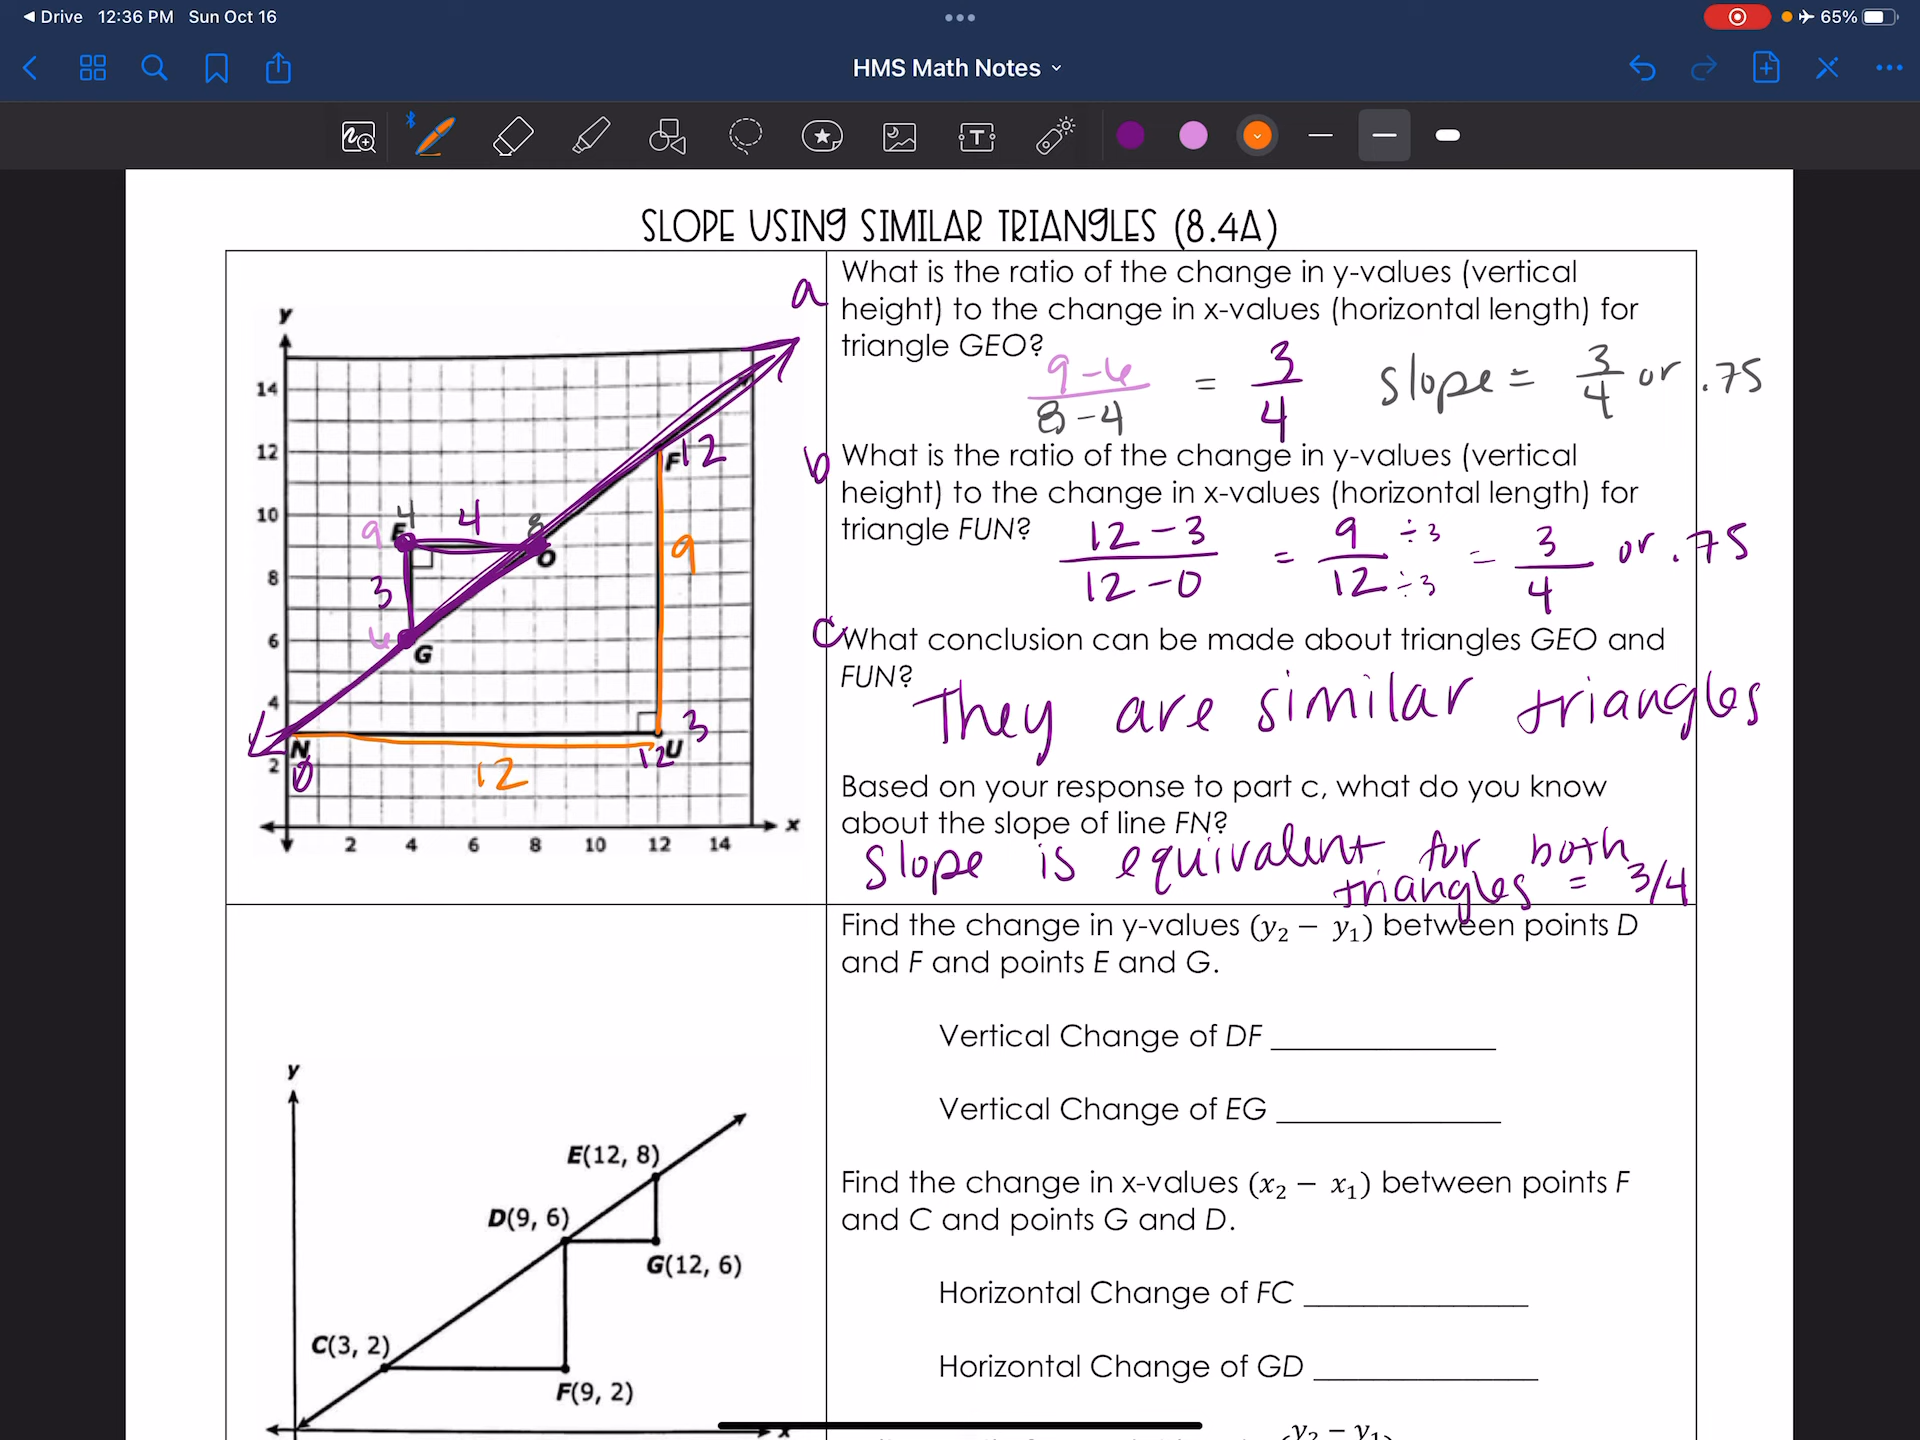 Drive 12:36 PM Sun Oct 16
65%
HMS Math Notes
T
SLOPE USING SIMILAR TRIANGLES (8.4A)
a What is the ratio of the change in y-values (vertical
height) to the change in x-values (horizontal length) for
triangle GEO?
9-6
8-4
= 3/4 slope = 3/4 or .75
b What is the ratio of the change in y-values (vertical
height) to the change in x-values (horizontal length) for
triangle FUN?
12-3
12-0
= 9÷3
12÷3
= 3/4 or .75
c What conclusion can be made about triangles GEO and
FUN?
They are similar triangles
Based on your response to part c, what do you know
about the slope of line FN?
slope is equivalent for both
triangles = 3/4
y
14
12
F 12
10
4
9 E 4 8
O
9
8
3
6
6 G
4
3
N U
2 0 12 12
x
2 4 6 8 10 12 14
Find the change in y-values (y₂ − y₁) between points D
and F and points E and G.
Vertical Change of DF ____________
Vertical Change of EG ____________
Find the change in x-values (x₂ − x₁) between points F
and C and points G and D.
Horizontal Change of FC ____________
Horizontal Change of GD ____________
y₂ − y₁
y
E(12, 8)
D(9, 6)
G(12, 6)
C(3, 2)
F(9, 2)
x